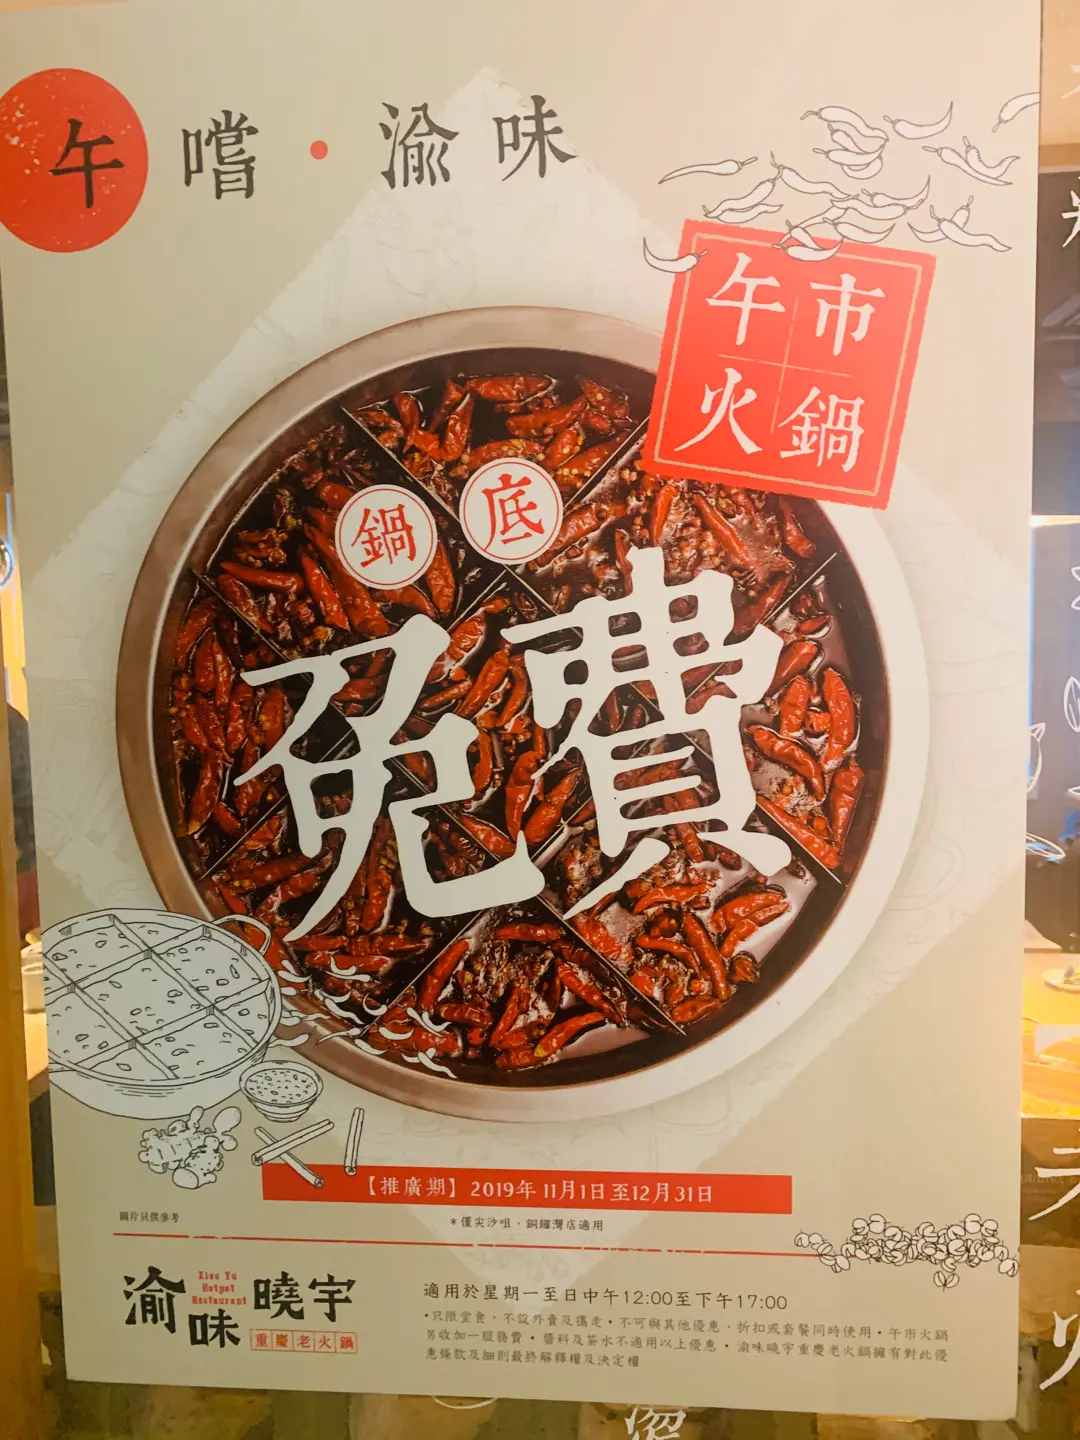 午嚐・渝味
午市
火鍋
鍋底
免費
【推廣期】2019年11月1日至12月31日
圖片只供參考
*僅尖沙咀、銅鑼灣店適用
渝味曉宇
Xiao Yu
Hotpot
Restaurant
重慶老火鍋
適用於星期一至日中午12:00至下午17:00
•只限堂食，不設外賣及攜走•不可與其他優惠、折扣或套餐同時使用•午市火鍋
另收加一服務費•醬料及茶水不適用以上優惠•渝味曉宇重慶老火鍋擁有對此優
惠條款及細則最終解釋權及決定權